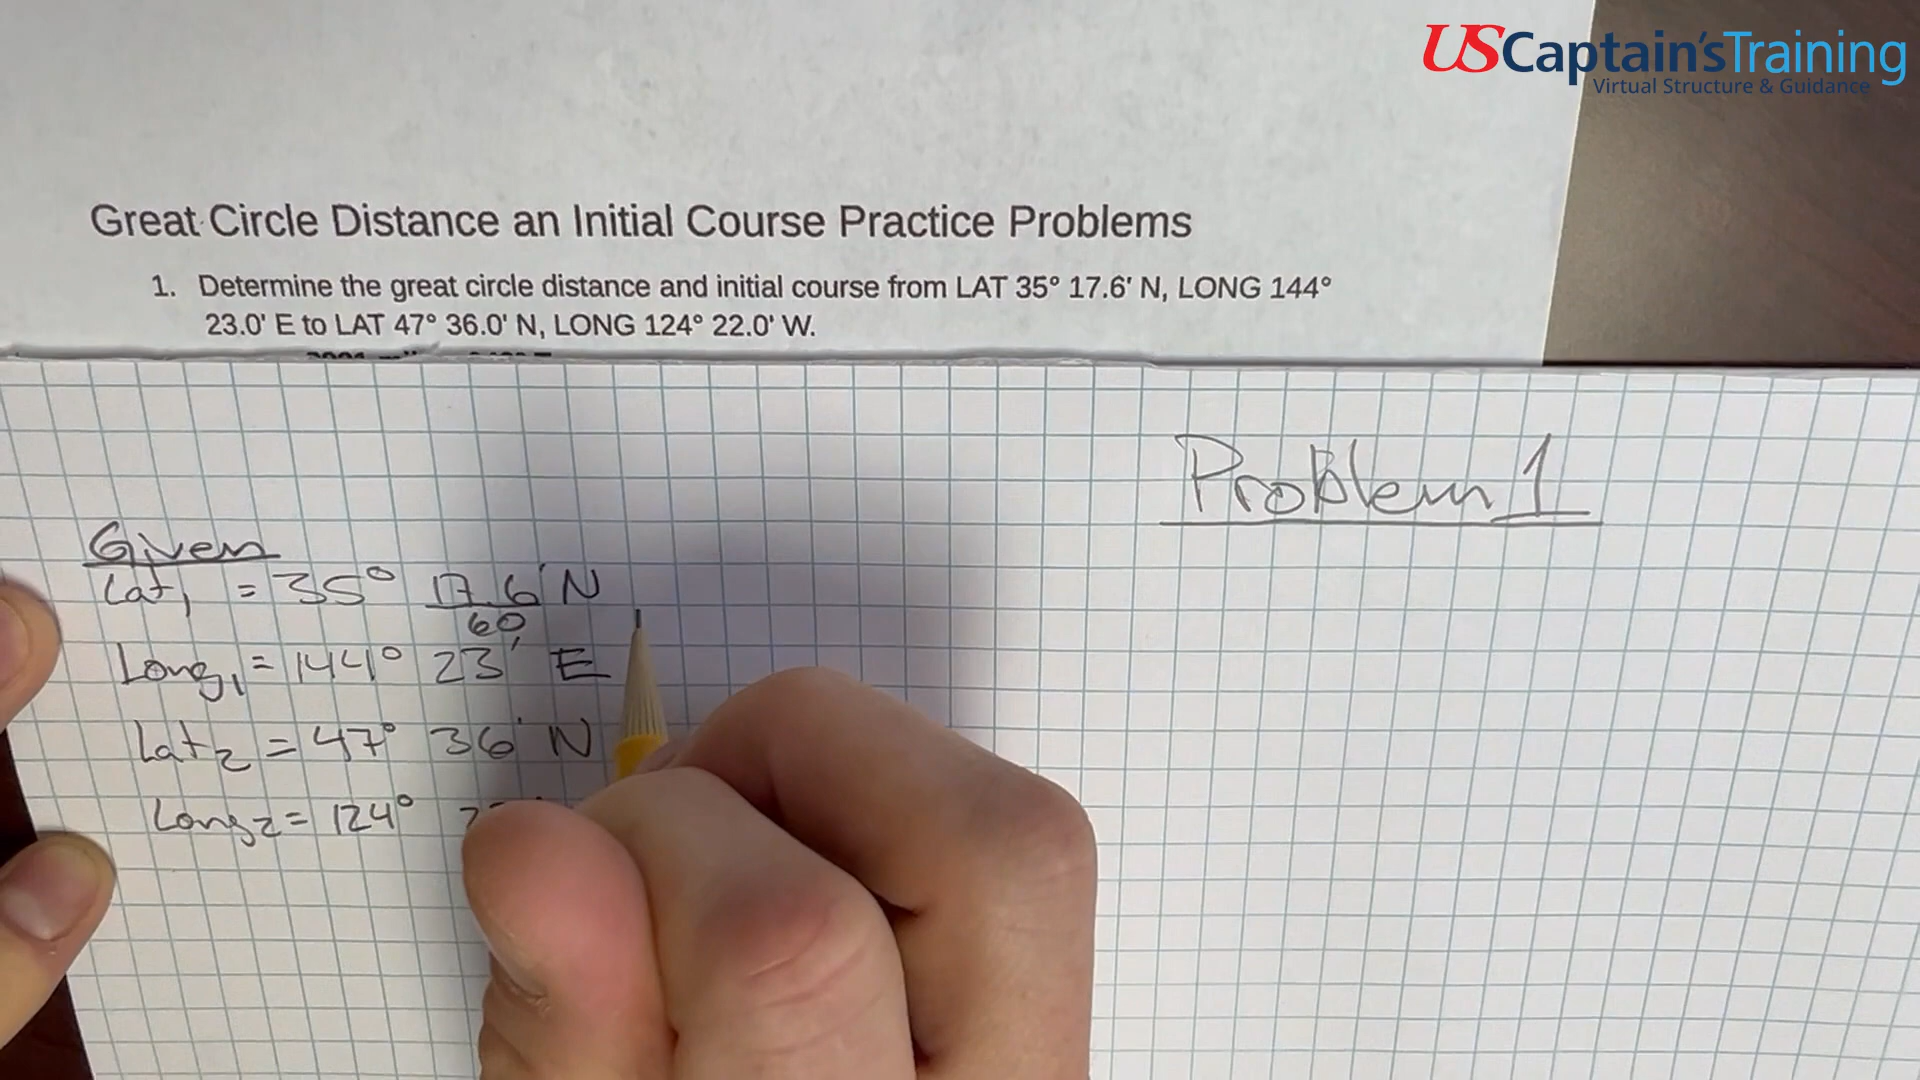 USCaptain'sTraining
Virtual Structure & Guidance
Great Circle Distance an Initial Course Practice Problems
1. Determine the great circle distance and initial course from LAT 35° 17.6' N, LONG 144°
23.0' E to LAT 47° 36.0' N, LONG 124° 22.0' W.
Problem 1
Given
Lat1 = 35° 17.6' N
60
Long1 = 144° 23' E
Lat2 = 47° 36' N
Long2 = 124°